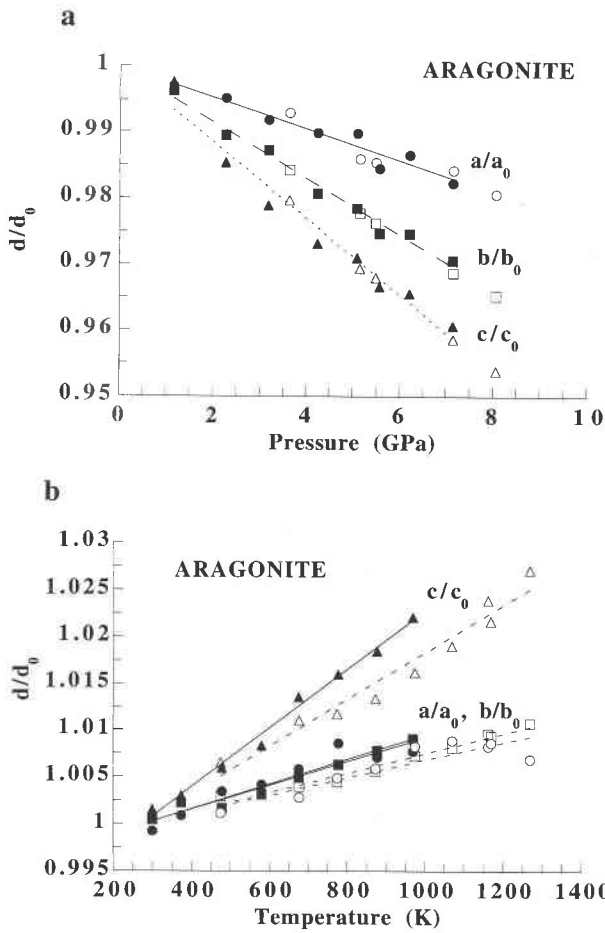 a
1
ARAGONITE
0.99
a/a0
0.98
d/d0
0.97
b/b0
0.96
c/c0
0.95
0 2 4 6 8 10
Pressure (GPa)
b
1.03
ARAGONITE
c/c0
1.025
1.02
d/d0
1.015
a/a0, b/b0
1.01
1.005
1
0.995
200 400 600 800 1000 1200 1400
Temperature (K)